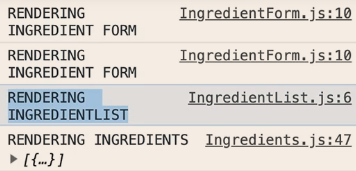 RENDERING IngredientForm.js:10
INGREDIENT FORM
RENDERING IngredientForm.js:10
INGREDIENT FORM
RENDERING IngredientList.js:6
INGREDIENTLIST
RENDERING INGREDIENTS Ingredients.js:47
▶ [{…}]